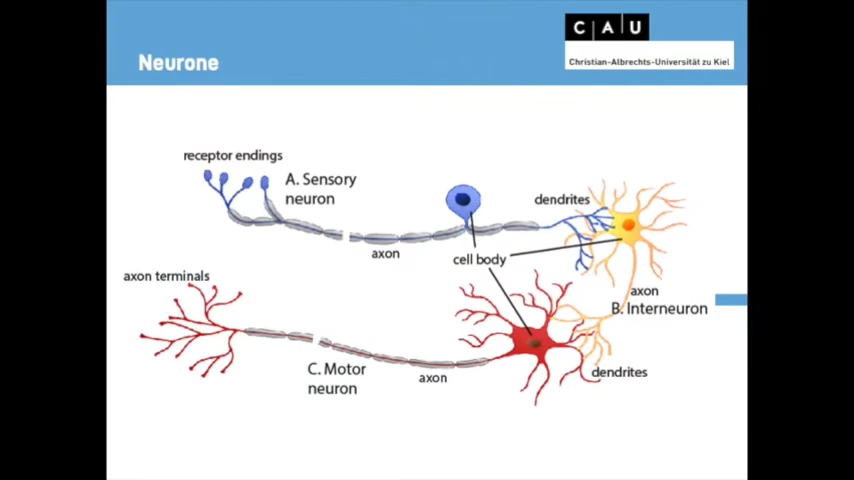 CAU
Christian-Albrechts-Universität zu Kiel
Neurone
receptor endings
A. Sensory
neuron
dendrites
axon
cell body
axon terminals
axon
B. Interneuron
C. Motor
neuron
axon
dendrites